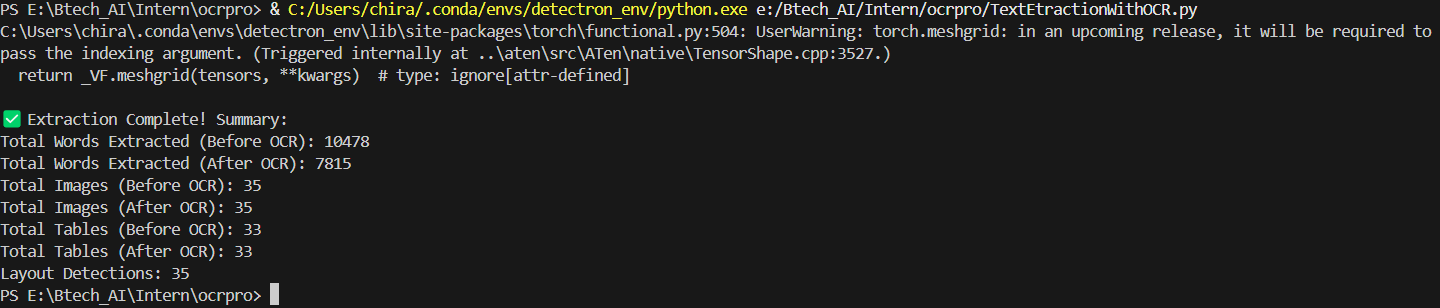 PS E:\Btech_AI\Intern\ocrpro> & C:/Users/chira/.conda/envs/detectron_env/python.exe e:/Btech_AI/Intern/ocrpro/TextEtractionWithOCR.py
C:\Users\chira\.conda\envs\detectron_env\lib\site-packages\torch\functional.py:504: UserWarning: torch.meshgrid: in an upcoming release, it will be required to
pass the indexing argument. (Triggered internally at ..\aten\src\ATen\native\TensorShape.cpp:3527.)
  return _VF.meshgrid(tensors, **kwargs)  # type: ignore[attr-defined]
✅ Extraction Complete! Summary:
Total Words Extracted (Before OCR): 10478
Total Words Extracted (After OCR): 7815
Total Images (Before OCR): 35
Total Images (After OCR): 35
Total Tables (Before OCR): 33
Total Tables (After OCR): 33
Layout Detections: 35
PS E:\Btech_AI\Intern\ocrpro>